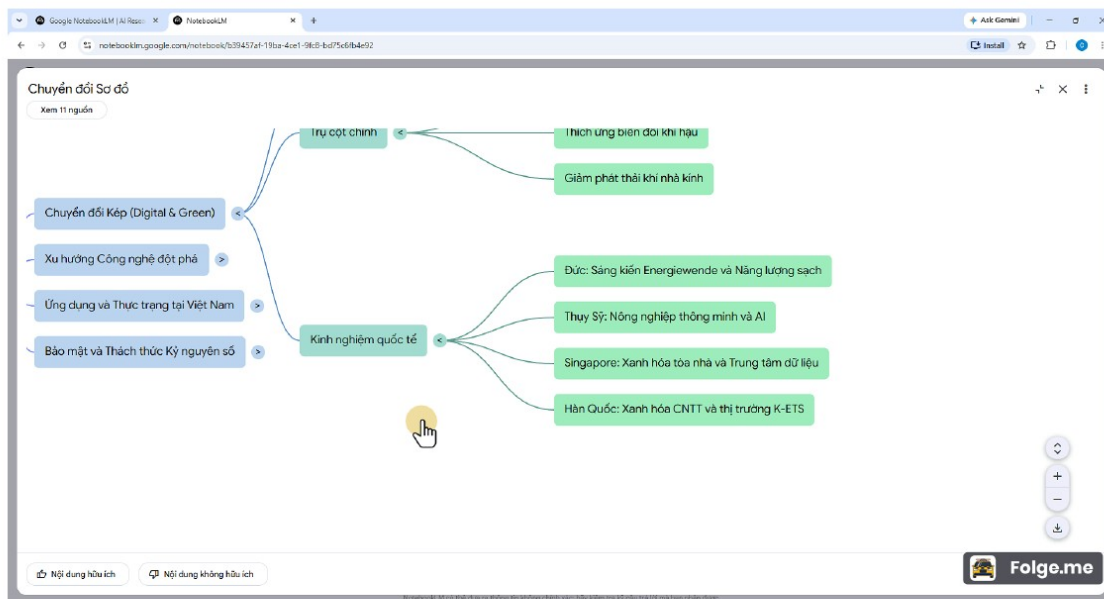 Google NotebookLM | AI Resea
NotebookLM
Ask Gemini
notebooklm.google.com/notebook/b39457af-19ba-4ce1-9fc8-bd75c6fb4e92
Install
Chuyển đổi Sơ đồ
Xem 11 nguồn
Trụ cột chính
Thích ứng biến đổi khí hậu
Giảm phát thải khí nhà kính
Chuyển đổi Kép (Digital & Green)
Xu hướng Công nghệ đột phá
Ứng dụng và Thực trạng tại Việt Nam
Bảo mật và Thách thức Kỷ nguyên số
Kinh nghiệm quốc tế
Đức: Sáng kiến Energiewende và Năng lượng sạch
Thụy Sỹ: Nông nghiệp thông minh và AI
Singapore: Xanh hóa tòa nhà và Trung tâm dữ liệu
Hàn Quốc: Xanh hóa CNTT và thị trường K-ETS
Nội dung hữu ích
Nội dung không hữu ích
Folge.me